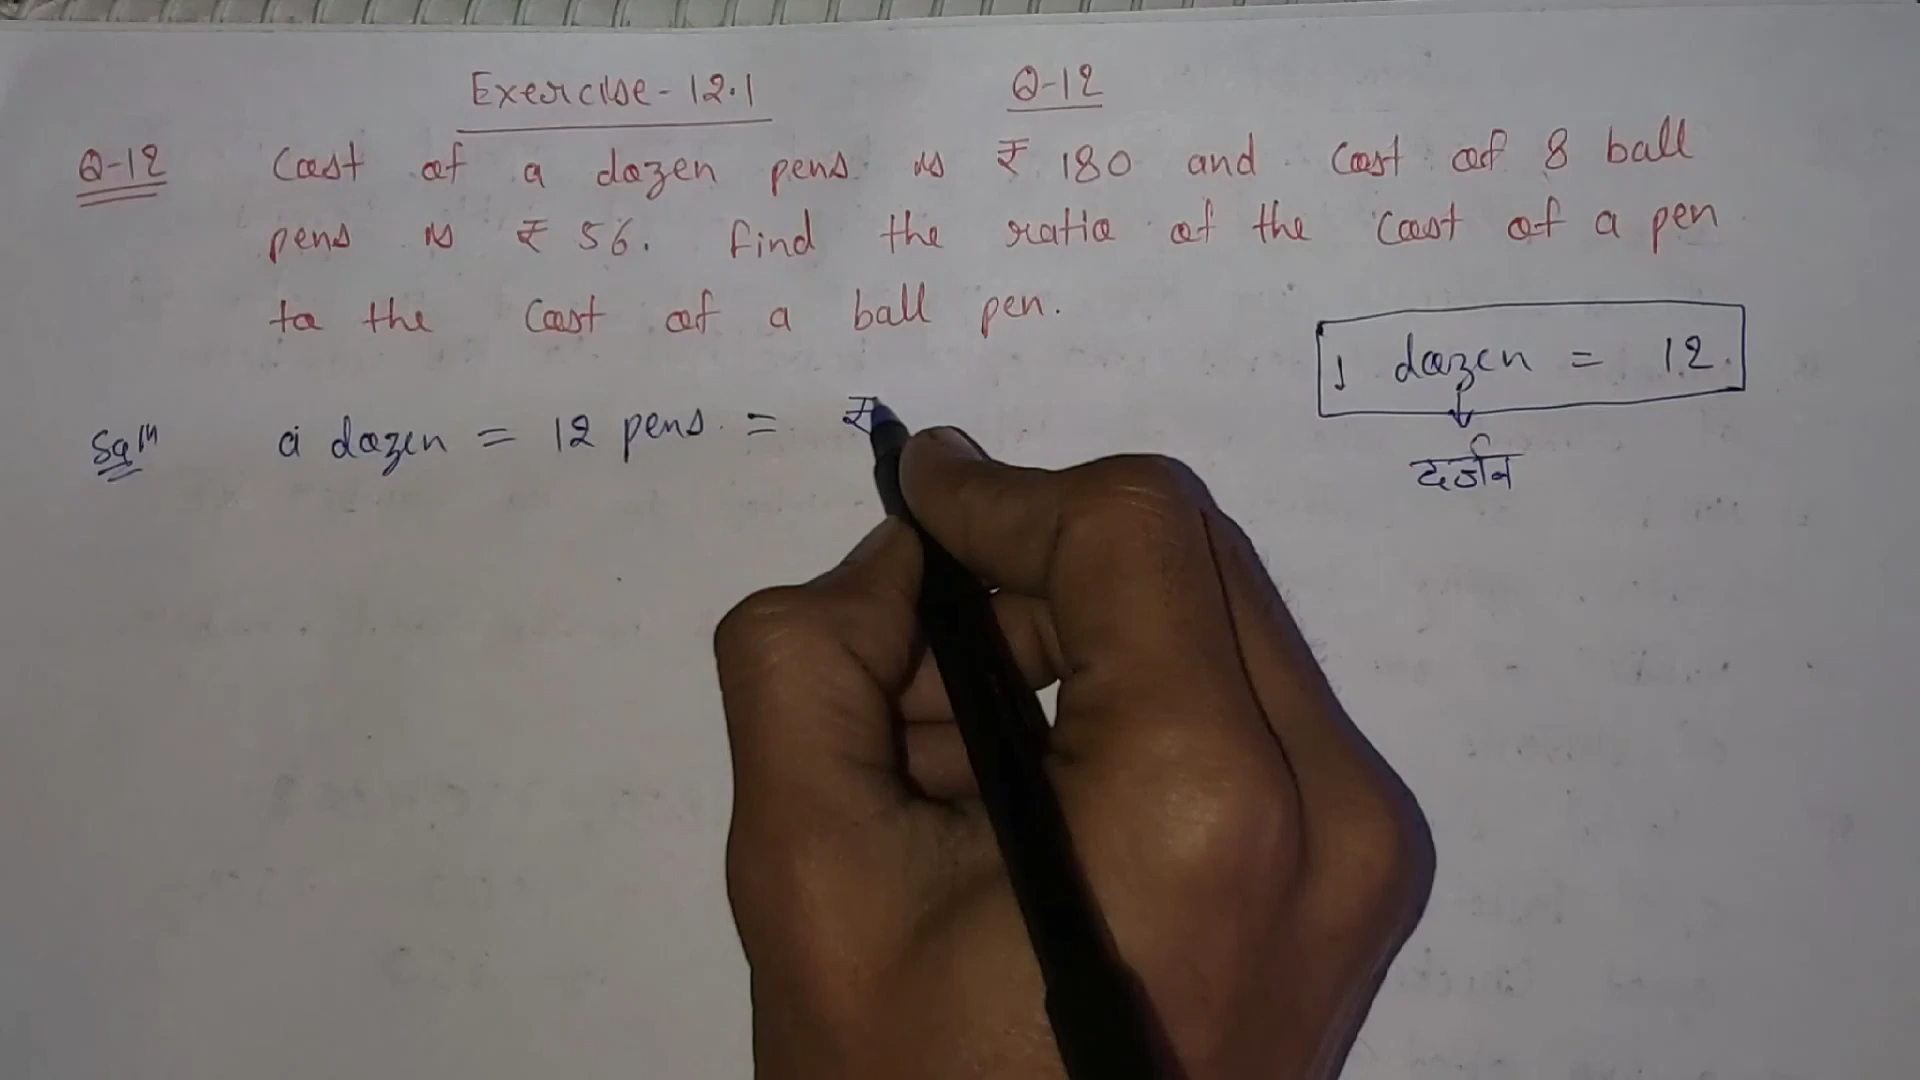 Exercise-12.1 Q-12
Q-12 Cost of a dozen pens is ₹ 180 and cost of 8 ball
pens is ₹ 56. Find the ratio of the cost of a pen
to the cost of a ball pen.
1 dozen = 12
दर्जन
Solⁿ a dozen = 12 pens = ₹